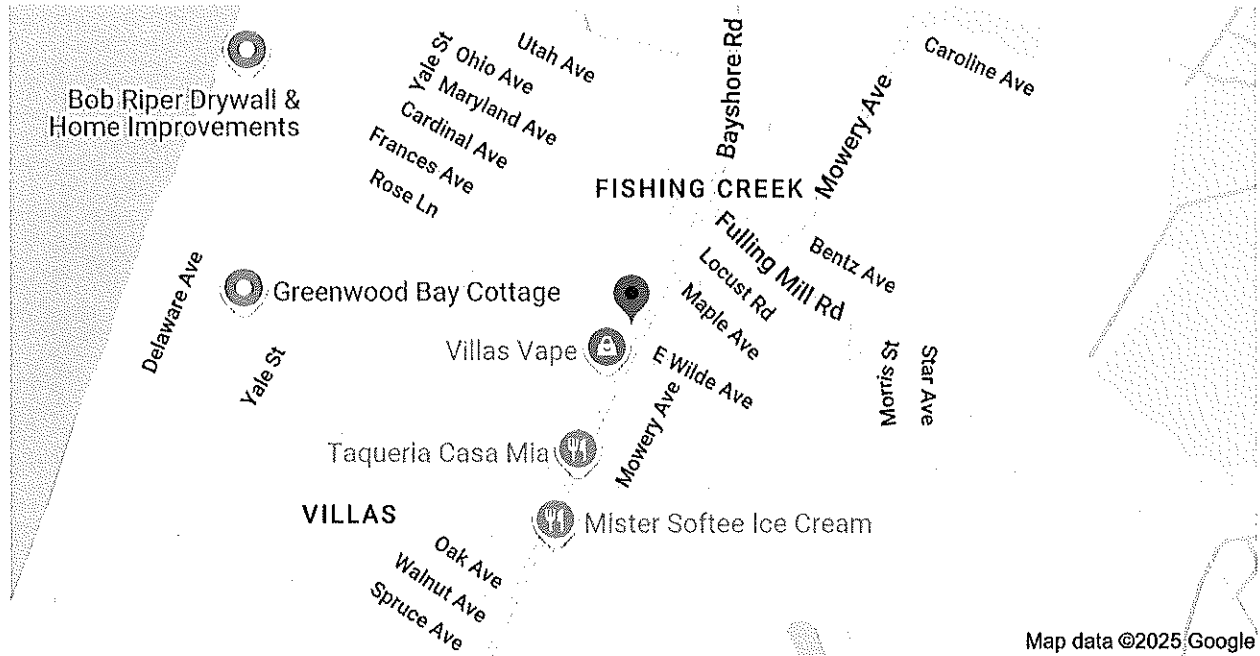 Utah Ave
Yale St
Ohio Ave
Bayshore Rd
Caroline Ave
Bob Riper Drywall &
Home Improvements
Maryland Ave
Mowery Ave
Cardinal Ave
Frances Ave
Rose Ln
FISHING CREEK
Fulling Mill Rd
Bentz Ave
Locust Rd
Delaware Ave
Greenwood Bay Cottage
Maple Ave
Villas Vape
E Wilde Ave
Yale St
Morris St
Star Ave
Mowery Ave
Taqueria Casa Mia
VILLAS
Mister Softee Ice Cream
Oak Ave
Walnut Ave
Spruce Ave
Map data ©2025 Google